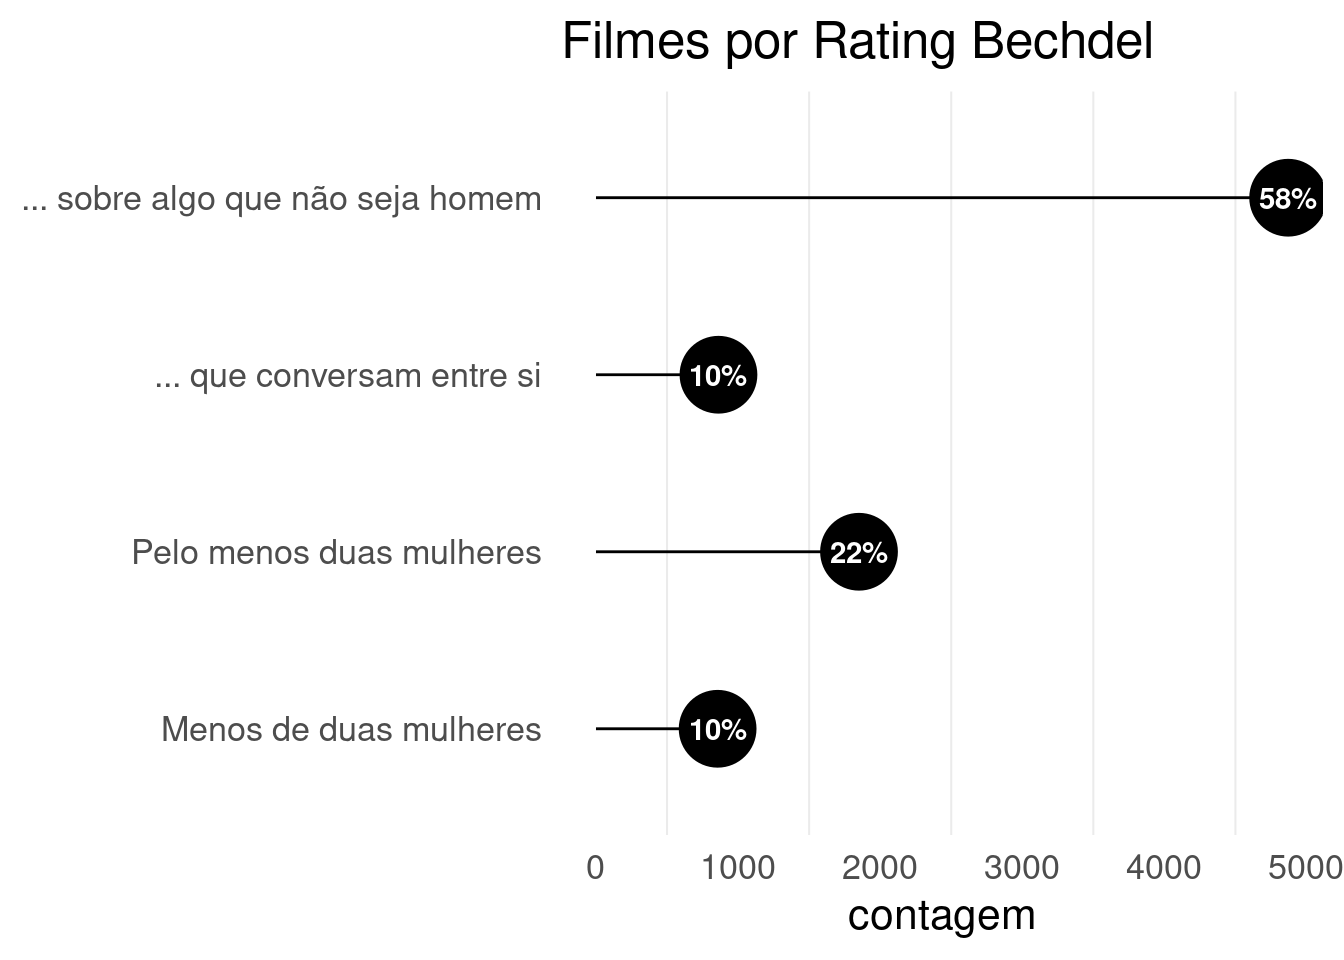 Filmes por Rating Bechdel
... sobre algo que não seja homem
58%
... que conversam entre si
10%
Pelo menos duas mulheres
22%
Menos de duas mulheres
10%
0 1000 2000 3000 4000 5000
contagem